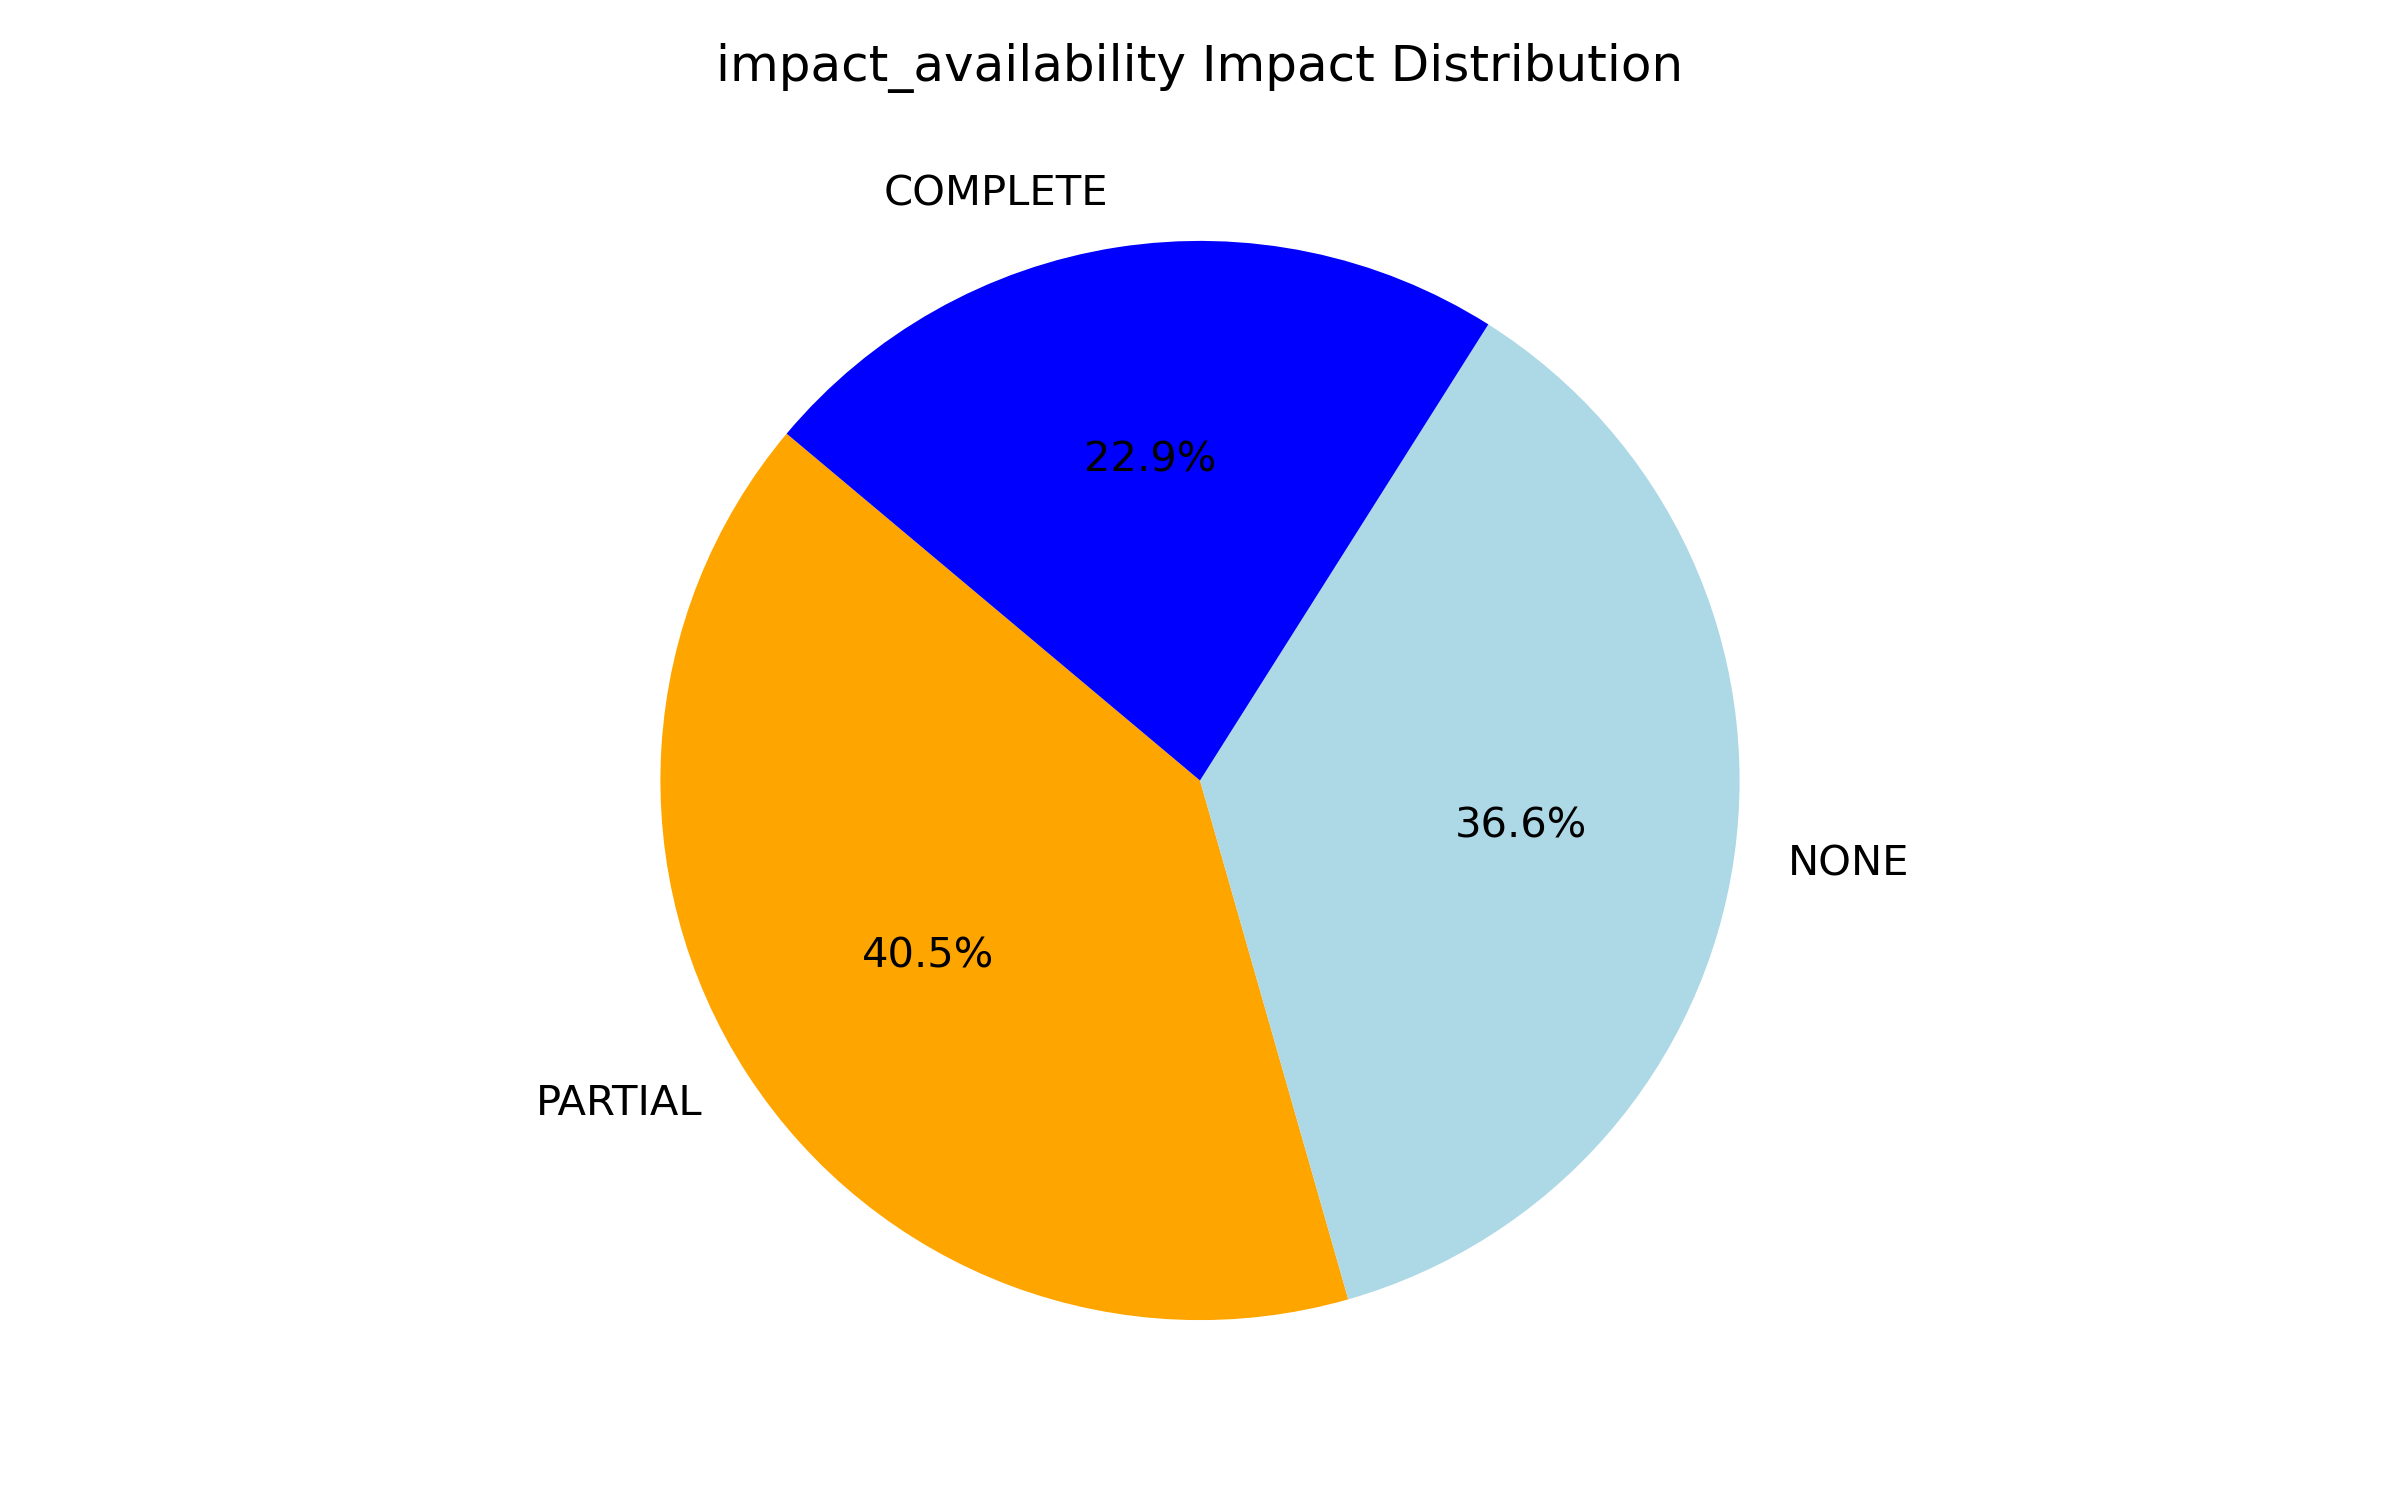 impact_availability Impact Distribution
COMPLETE
22.9%
36.6%
NONE
40.5%
PARTIAL